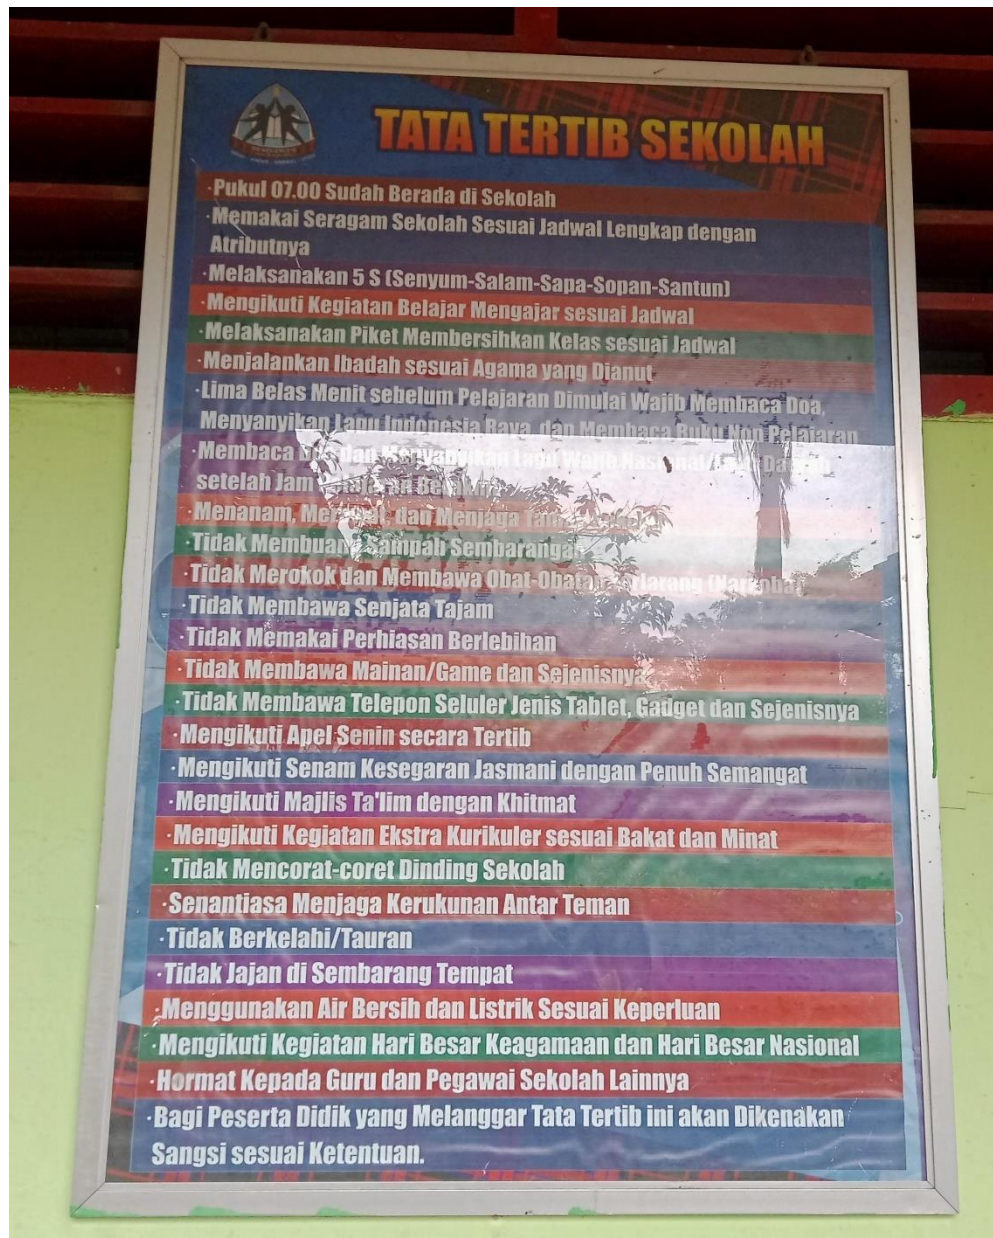 TATA TERTIB SEKOLAH
·Pukul 07.00 Sudah Berada di Sekolah
·Memakai Seragam Sekolah Sesuai Jadwal Lengkap dengan
Atributnya
·Melaksanakan 5 S (Senyum-Salam-Sapa-Sopan-Santun)
·Mengikuti Kegiatan Belajar Mengajar sesuai Jadwal
·Melaksanakan Piket Membersihkan Kelas sesuai Jadwal
·Menjalankan Ibadah sesuai Agama yang Dianut
·Lima Belas Menit sebelum Pelajaran Dimulai Wajib Membaca Doa,
Menyanyikan Lagu Indonesia Raya, dan Membaca Buku Non Pelajaran
·Membaca dan Menyanyikan Lagu Wajib Nasional/ Daerah
setelah Jam
·Menanam, dan Menjaga
·Tidak Membuang Sampah Sembarangan
·Tidak Merokok dan Membawa Obat-Obatan Terlarang (Narkoba)
·Tidak Membawa Senjata Tajam
·Tidak Memakai Perhiasan Berlebihan
·Tidak Membawa Mainan/Game dan Sejenisnya
·Tidak Membawa Telepon Seluler Jenis Tablet, Gadget dan Sejenisnya
·Mengikuti Apel Senin secara Tertib
·Mengikuti Senam Kesegaran Jasmani dengan Penuh Semangat
·Mengikuti Majlis Ta'lim dengan Khitmat
·Mengikuti Kegiatan Ekstra Kurikuler sesuai Bakat dan Minat
·Tidak Mencorat-coret Dinding Sekolah
·Senantiasa Menjaga Kerukunan Antar Teman
·Tidak Berkelahi/Tauran
·Tidak Jajan di Sembarang Tempat
·Menggunakan Air Bersih dan Listrik Sesuai Keperluan
·Mengikuti Kegiatan Hari Besar Keagamaan dan Hari Besar Nasional
·Hormat Kepada Guru dan Pegawai Sekolah Lainnya
·Bagi Peserta Didik yang Melanggar Tata Tertib ini akan Dikenakan
Sangsi sesuai Ketentuan.